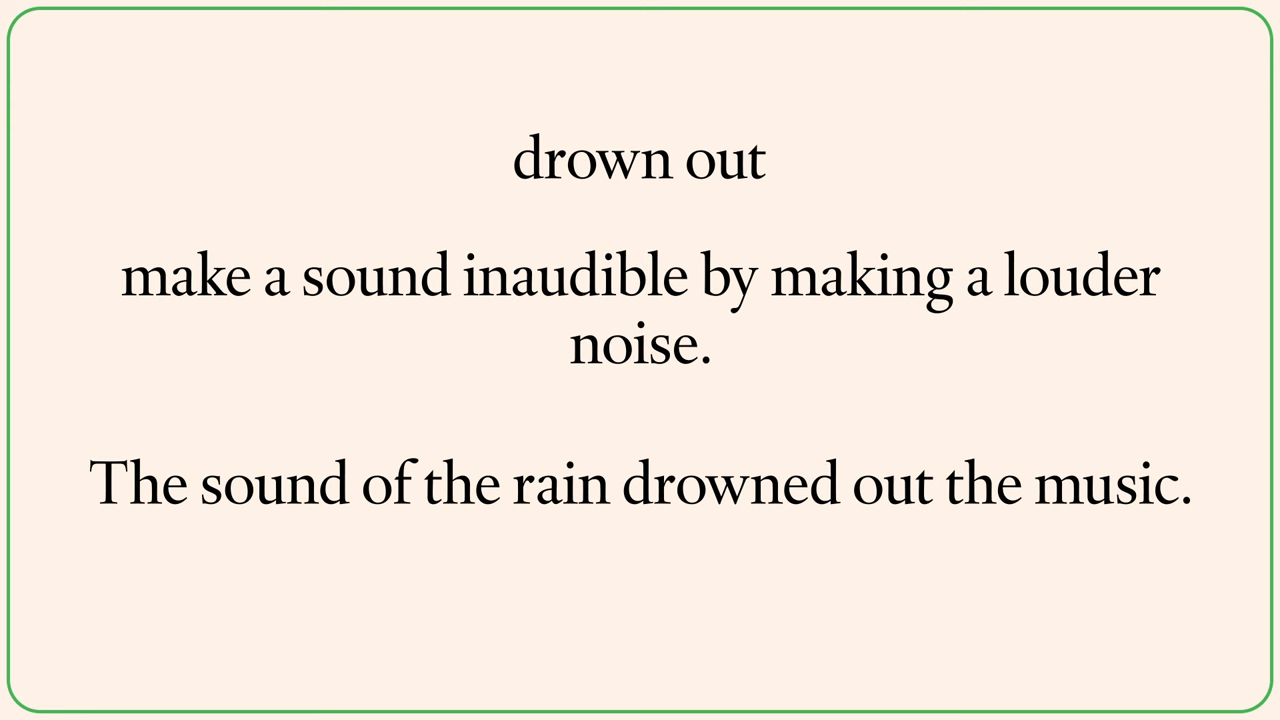 drown out
make a sound inaudible by making a louder
noise.
The sound of the rain drowned out the music.